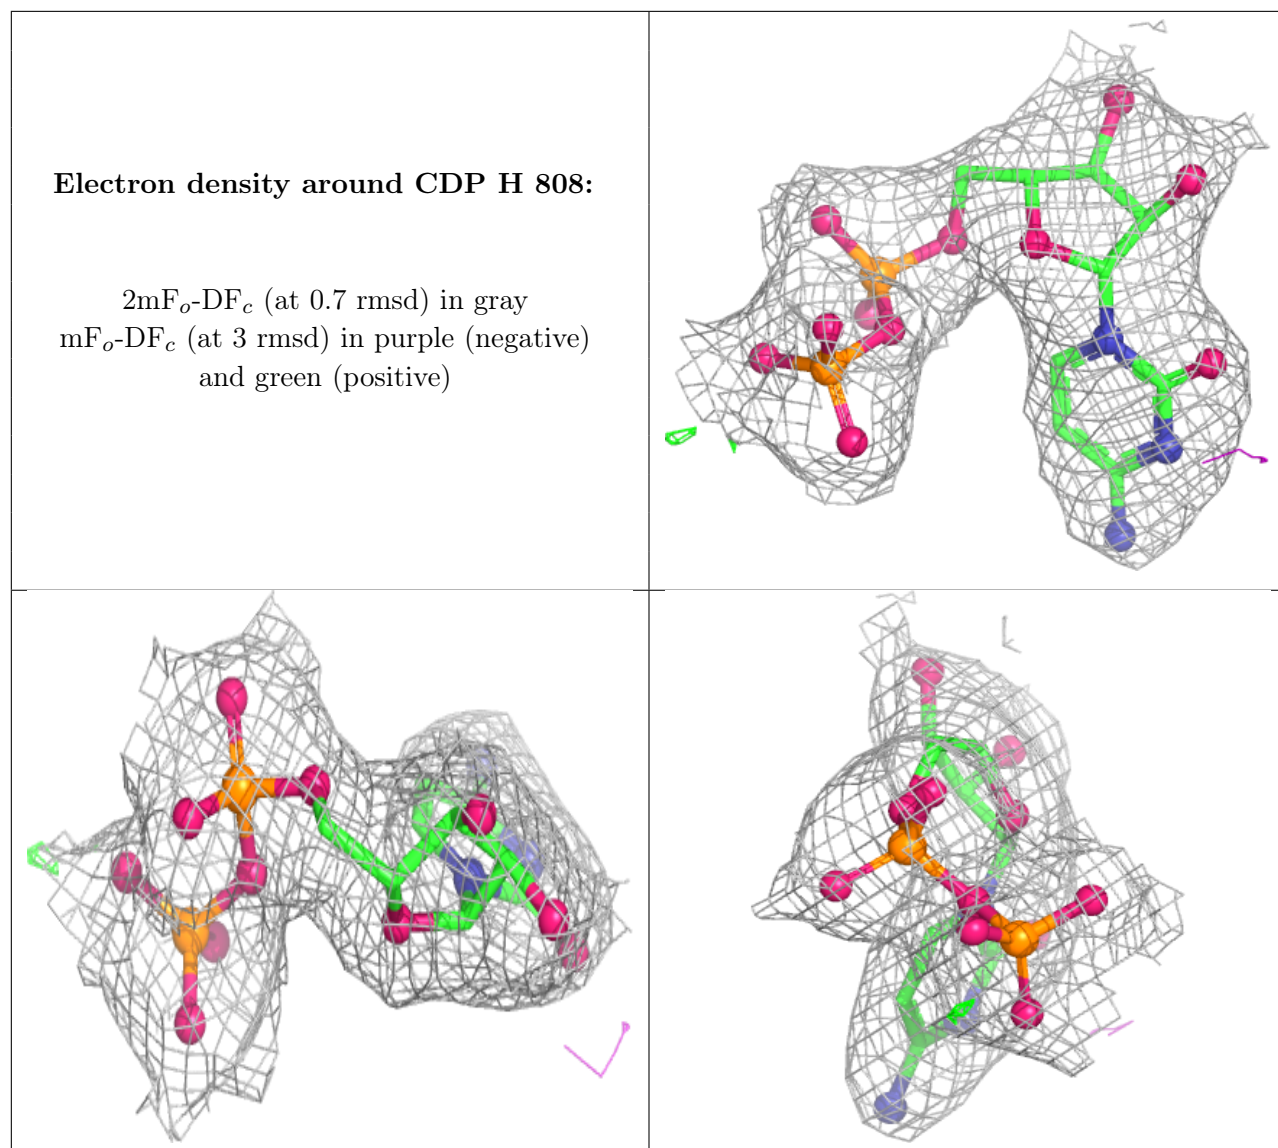 Electron density around CDP H 808:
2mFo-DFc (at 0.7 rmsd) in gray
mFo-DFc (at 3 rmsd) in purple (negative)
and green (positive)